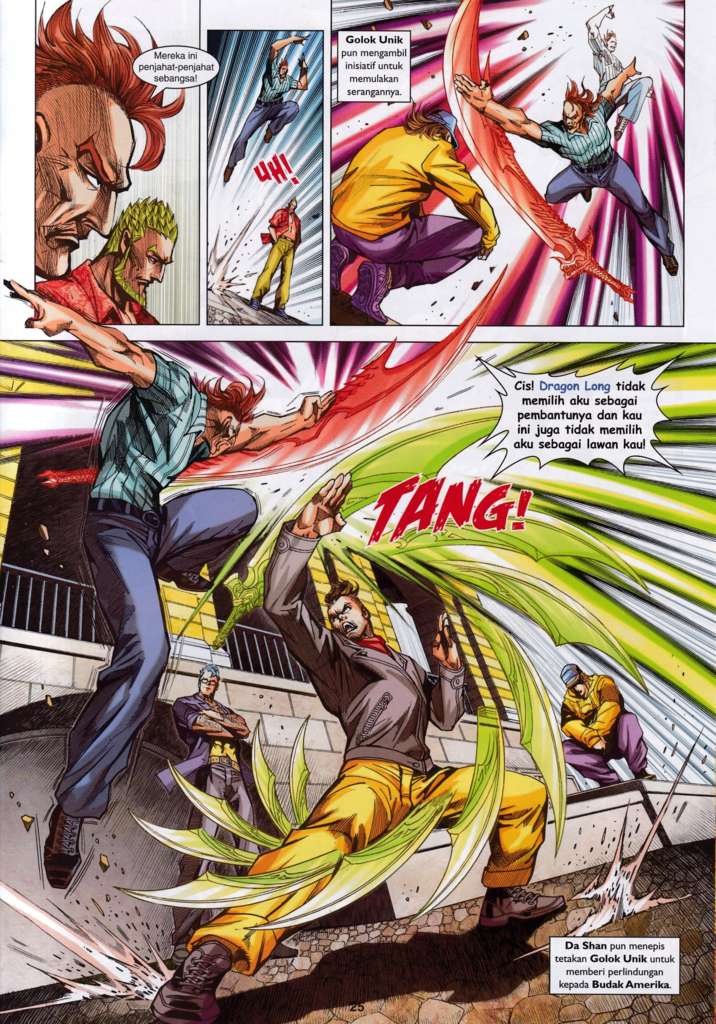 Mereka ini
penjahat-penjahat
sebangsa!
UH!
Golok Unik
pun mengambil
inisiatif untuk
memulakan
serangannya.
Cis! Dragon Long tidak
memilih aku sebagai
pembantunya dan kau
ini juga tidak memilih
aku sebagai lawan kau!
TANG!
Da Shan pun menepis
tetakan Golok Unik untuk
memberi perlindungan
kepada Budak Amerika.
25